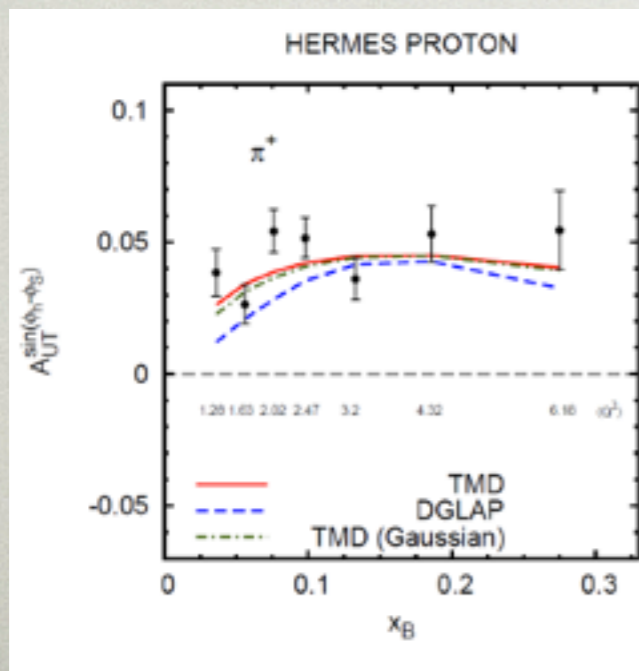 HERMES PROTON
π+
0.1
0.05
0
-0.05
A_UT^sin(ϕh-ϕS)
1.28 1.63 2.02 2.47 3.2 4.32 6.16 ⟨Q²⟩
TMD
DGLAP
TMD (Gaussian)
0 0.1 0.2 0.3
x_B